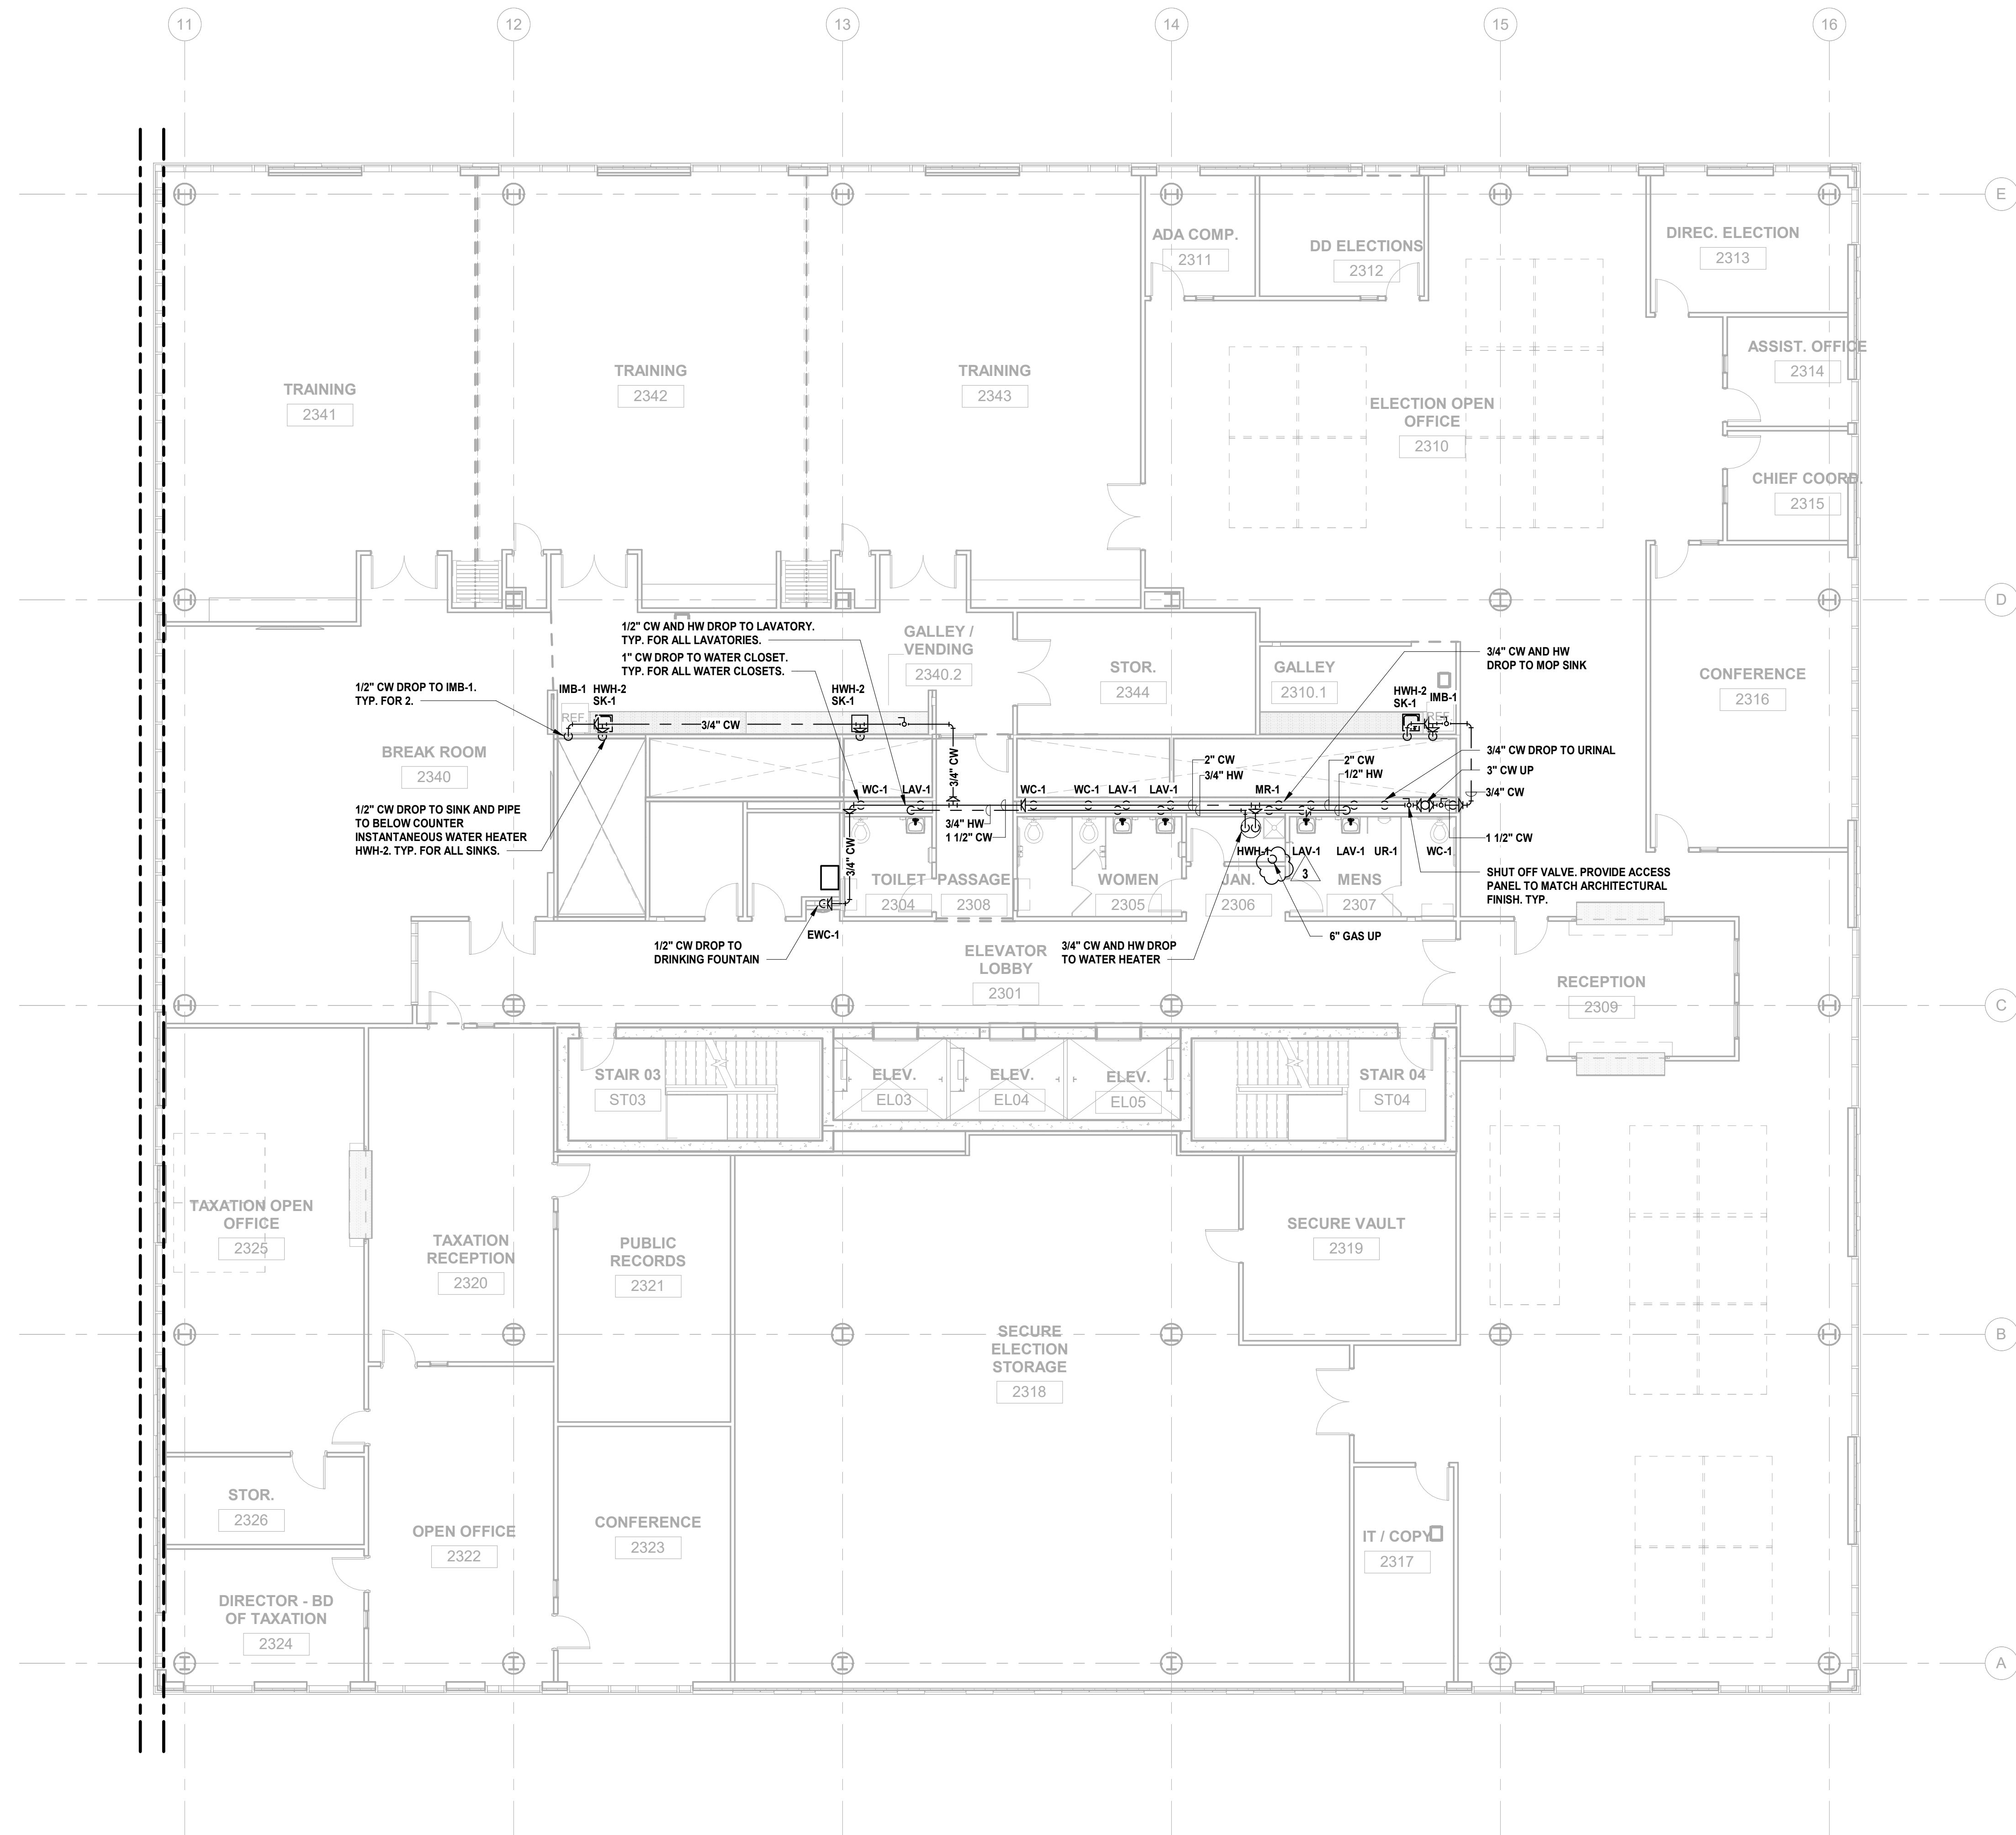 11
12
13
14
15
16
E
ADA COMP.
2311
DD ELECTIONS
2312
DIREC. ELECTION
2313
ASSIST. OFFICE
2314
TRAINING
2341
TRAINING
2342
TRAINING
2343
ELECTION OPEN
OFFICE
2310
CHIEF COORD.
2315
D
1/2" CW AND HW DROP TO LAVATORY.
TYP. FOR ALL LAVATORIES.
1" CW DROP TO WATER CLOSET.
TYP. FOR ALL WATER CLOSETS.
GALLEY /
VENDING
2340.2
STOR.
2344
GALLEY
2310.1
3/4" CW AND HW
DROP TO MOP SINK
CONFERENCE
2316
1/2" CW DROP TO IMB-1.
TYP. FOR 2.
IMB-1
HWH-2
SK-1
HWH-2
SK-1
HWH-2
SK-1
IMB-1
REF.
REF.
3/4" CW
BREAK ROOM
2340
3/4" CW
2" CW
3/4" HW
2" CW
1/2" HW
3/4" CW DROP TO URINAL
3" CW UP
3/4" CW
WC-1
LAV-1
WC-1
WC-1
LAV-1
LAV-1
MR-1
1/2" CW DROP TO SINK AND PIPE
TO BELOW COUNTER
INSTANTANEOUS WATER HEATER
HWH-2. TYP. FOR ALL SINKS.
3/4" HW
1 1/2" CW
3/4" CW
1 1/2" CW
HWH-1
LAV-1
LAV-1
UR-1
WC-1
3
SHUT OFF VALVE. PROVIDE ACCESS
PANEL TO MATCH ARCHITECTURAL
FINISH. TYP.
TOILET
2304
PASSAGE
2308
WOMEN
2305
JAN.
2306
MENS
2307
EWC-1
1/2" CW DROP TO
DRINKING FOUNTAIN
3/4" CW AND HW DROP
TO WATER HEATER
6" GAS UP
ELEVATOR
LOBBY
2301
RECEPTION
2309
C
STAIR 03
ST03
ELEV.
EL03
ELEV.
EL04
ELEV.
EL05
STAIR 04
ST04
TAXATION OPEN
OFFICE
2325
TAXATION
RECEPTION
2320
PUBLIC
RECORDS
2321
SECURE VAULT
2319
SECURE
ELECTION
STORAGE
2318
B
STOR.
2326
OPEN OFFICE
2322
CONFERENCE
2323
IT / COPY
2317
DIRECTOR - BD
OF TAXATION
2324
A